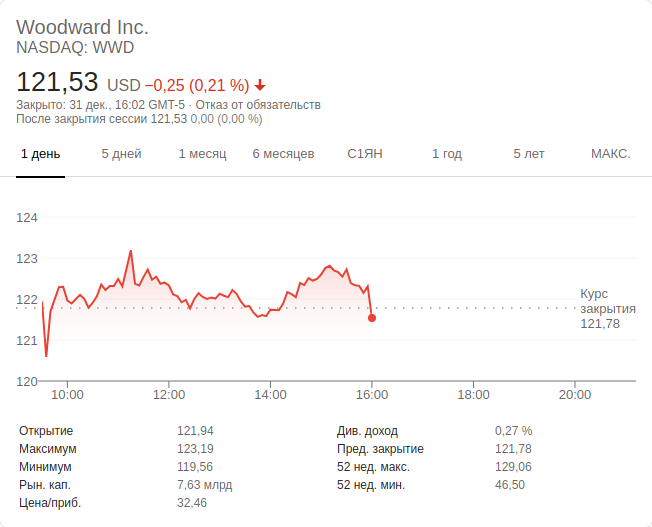 Woodward Inc.
NASDAQ: WWD
121,53 USD −0,25 (0,21 %)
Закрыто: 31 дек., 16:02 GMT-5 · Отказ от обязательств
После закрытия сессии 121,53 0,00 (0,00 %)
1 день 5 дней 1 месяц 6 месяцев С1ЯН 1 год 5 лет МАКС.
124
123
122
121
120
Курс
закрытия
121,78
10:00 12:00 14:00 16:00 18:00 20:00
Открытие 121,94 Див. доход 0,27 %
Максимум 123,19 Пред. закрытие 121,78
Минимум 119,56 52 нед. макс. 129,06
Рын. кап. 7,63 млрд 52 нед. мин. 46,50
Цена/приб. 32,46